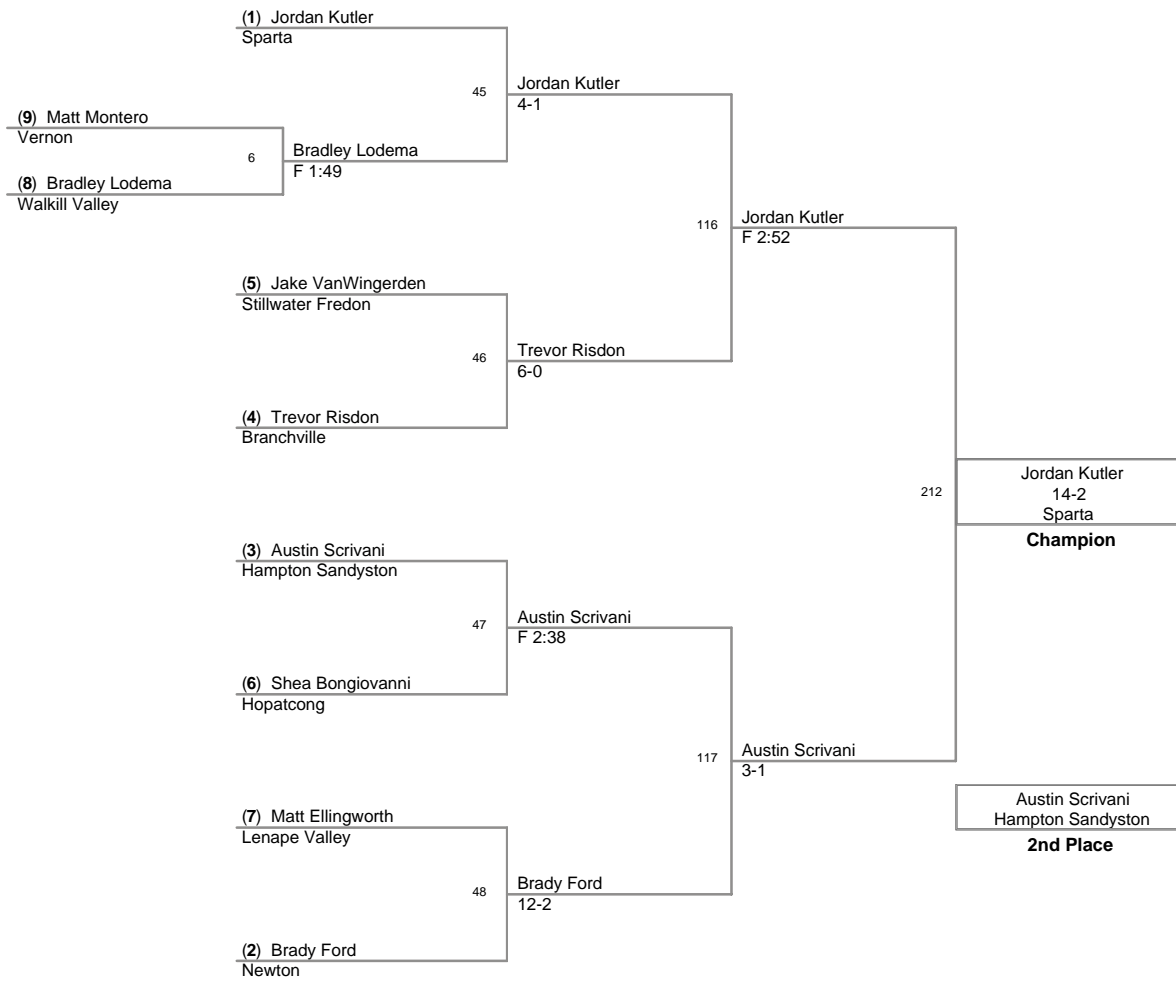 (1) Jordan Kutler
Sparta
45
Jordan Kutler
4-1
(9) Matt Montero
Vernon
6
Bradley Lodema
F 1:49
(8) Bradley Lodema
Walkill Valley
116
Jordan Kutler
F 2:52
(5) Jake VanWingerden
Stillwater Fredon
46
Trevor Risdon
6-0
(4) Trevor Risdon
Branchville
212
Jordan Kutler
14-2
Sparta
Champion
(3) Austin Scrivani
Hampton Sandyston
47
Austin Scrivani
F 2:38
(6) Shea Bongiovanni
Hopatcong
117
Austin Scrivani
3-1
Austin Scrivani
Hampton Sandyston
2nd Place
(7) Matt Ellingworth
Lenape Valley
48
Brady Ford
12-2
(2) Brady Ford
Newton